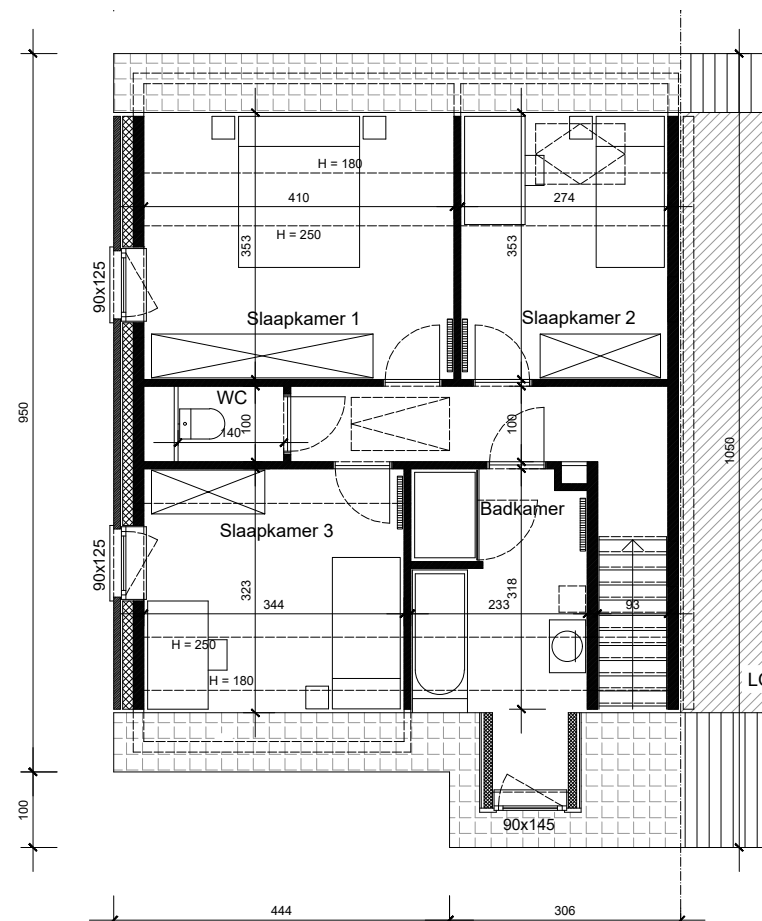 H = 180
410
274
H = 250
353
353
90x125
Slaapkamer 1
Slaapkamer 2
950
WC
100
140
100
1050
Slaapkamer 3
Badkamer
90x125
323
318
344
233
93
H = 250
H = 180
LO
100
90x145
444
306